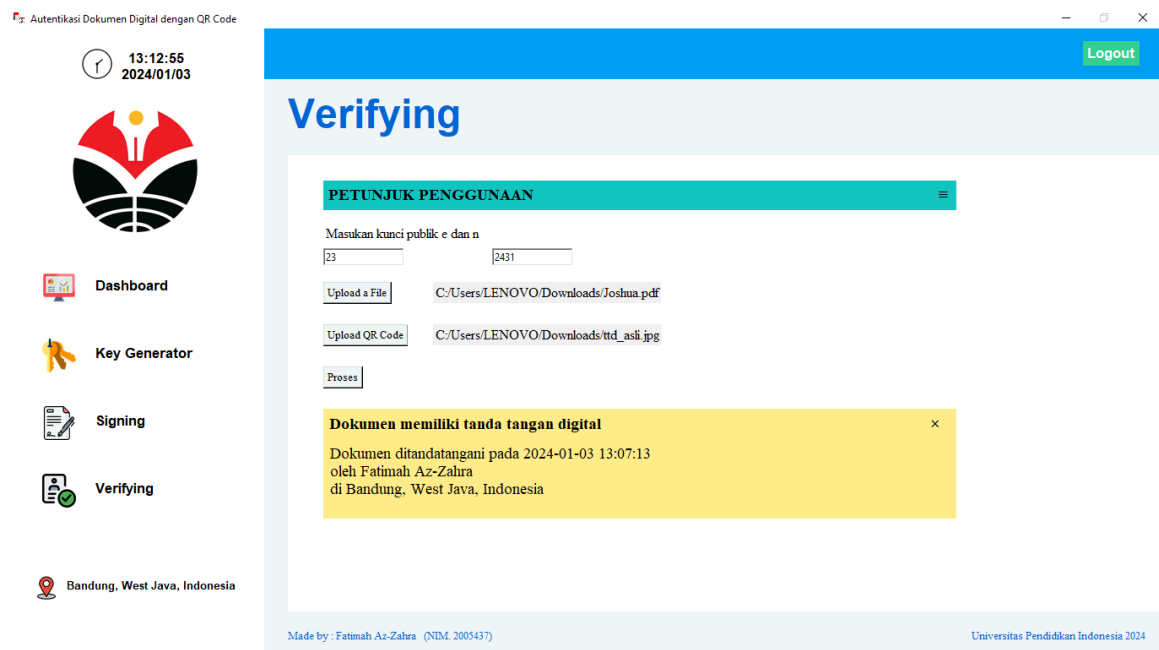 Autentikasi Dokumen Digital dengan QR Code
13:12:55
2024/01/03
Logout
Verifying
PETUNJUK PENGGUNAAN
Masukan kunci publik e dan n
23
2431
Upload a File
C:/Users/LENOVO/Downloads/Joshua.pdf
Upload QR Code
C:/Users/LENOVO/Downloads/ttd_asli.jpg
Proses
Dokumen memiliki tanda tangan digital
Dokumen ditandatangani pada 2024-01-03 13:07:13
oleh Fatimah Az-Zahra
di Bandung, West Java, Indonesia
Dashboard
Key Generator
Signing
Verifying
Bandung, West Java, Indonesia
Made by : Fatimah Az-Zahra (NIM. 2005437)
Universitas Pendidikan Indonesia 2024